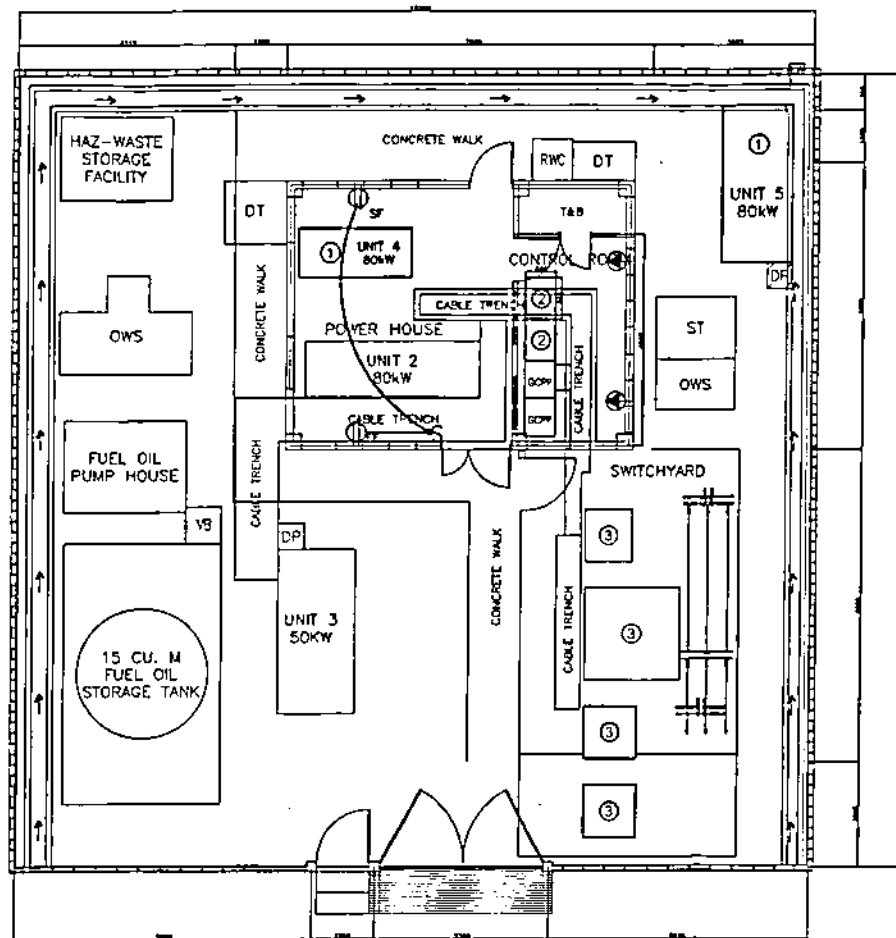 HAZ-WASTE
STORAGE
FACILITY
CONCRETE WALK
RWC
DT
①
UNIT 5
80kW
DT
SF
T&B
①
UNIT 4
80kW
CONTROL ROOM
②
CABLE TRENCH
CONCRETE WALK
OWS
POWER HOUSE
②
ST
UNIT 2
80kW
GCPP
CABLE TRENCH
OWS
GCPP
CABLE TRENCH
FUEL OIL
PUMP HOUSE
CABLE TRENCH
SWITCHYARD
VB
DP
③
CONCRETE WALK
CABLE TRENCH
UNIT 3
50KW
③
15 CU. M
FUEL OIL
STORAGE TANK
③
③